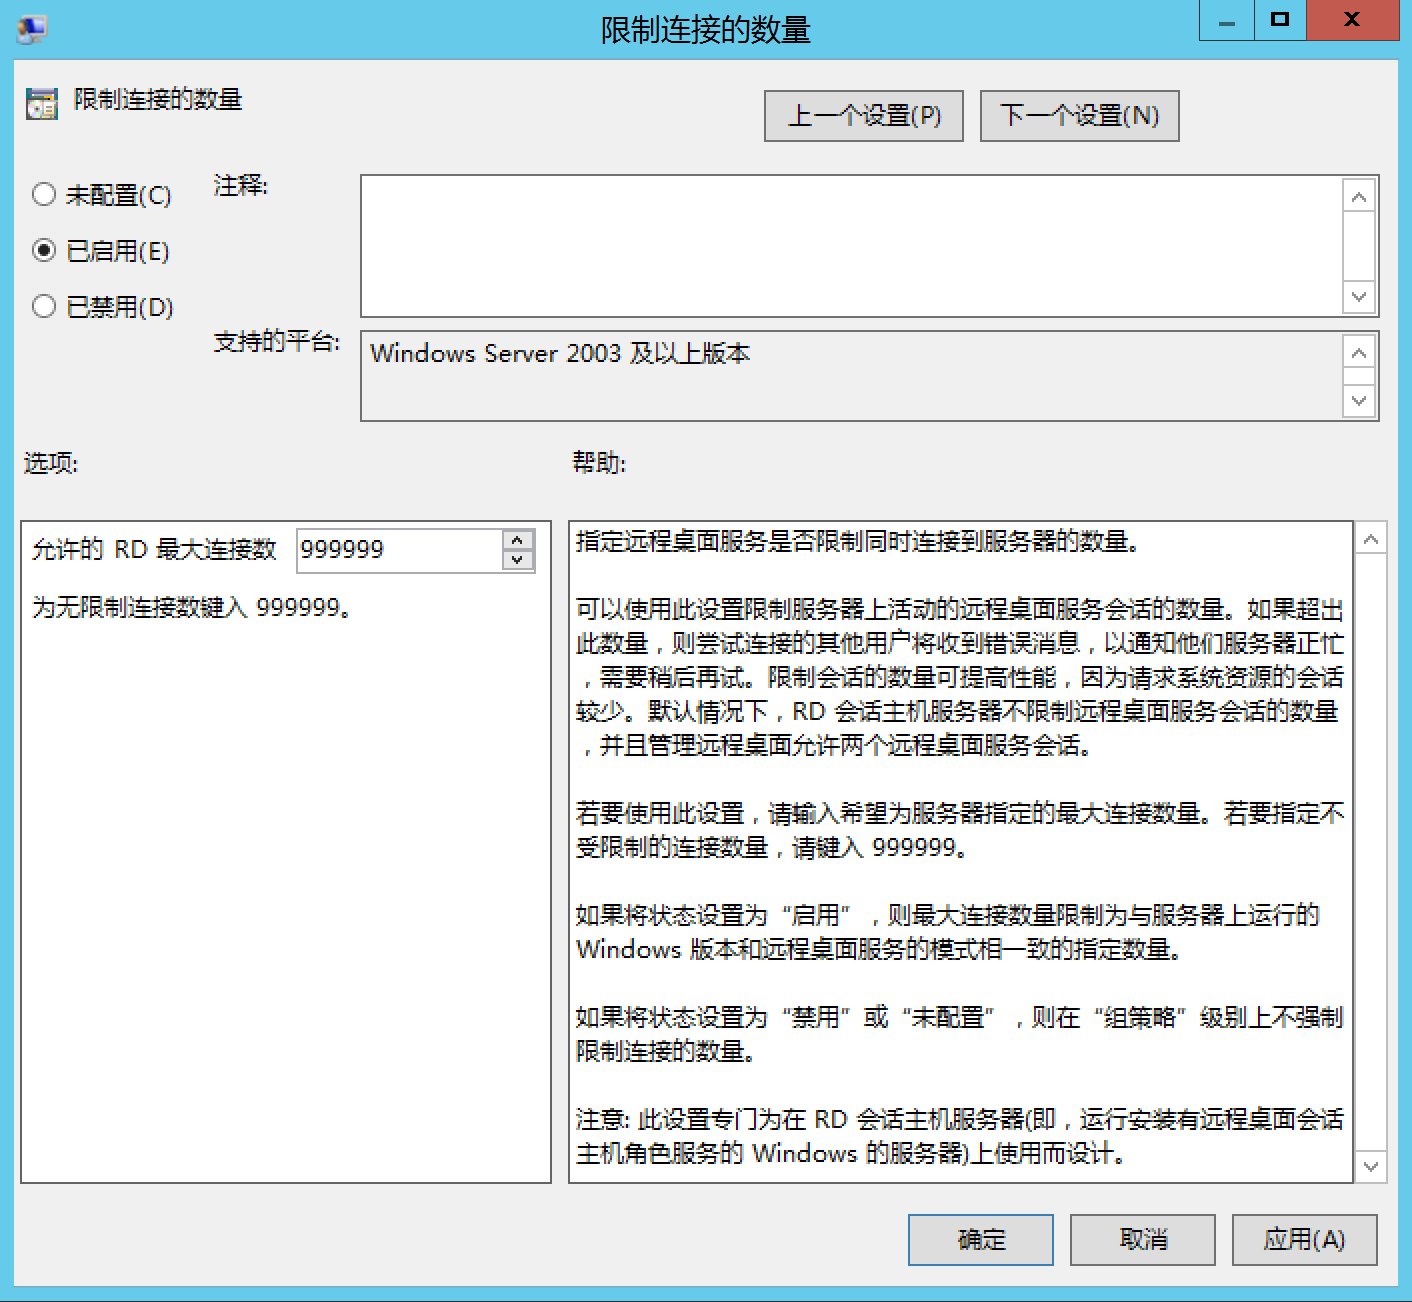 限制连接的数量
限制连接的数量
上一个设置(P)
下一个设置(N)
未配置(C)
已启用(E)
已禁用(D)
注释:
支持的平台:
Windows Server 2003 及以上版本
选项:
帮助:
允许的 RD 最大连接数 999999
为无限制连接数键入 999999。
指定远程桌面服务是否限制同时连接到服务器的数量。
可以使用此设置限制服务器上活动的远程桌面服务会话的数量。如果超出
此数量，则尝试连接的其他用户将收到错误消息，以通知他们服务器正忙
，需要稍后再试。限制会话的数量可提高性能，因为请求系统资源的会话
较少。默认情况下，RD 会话主机服务器不限制远程桌面服务会话的数量
，并且管理远程桌面允许两个远程桌面服务会话。
若要使用此设置，请输入希望为服务器指定的最大连接数量。若要指定不
受限制的连接数量，请键入 999999。
如果将状态设置为“启用”，则最大连接数量限制为与服务器上运行的
Windows 版本和远程桌面服务的模式相一致的指定数量。
如果将状态设置为“禁用”或“未配置”，则在“组策略”级别上不强制
限制连接的数量。
注意: 此设置专门为在 RD 会话主机服务器(即，运行安装有远程桌面会话
主机角色服务的 Windows 的服务器)上使用而设计。
确定
取消
应用(A)